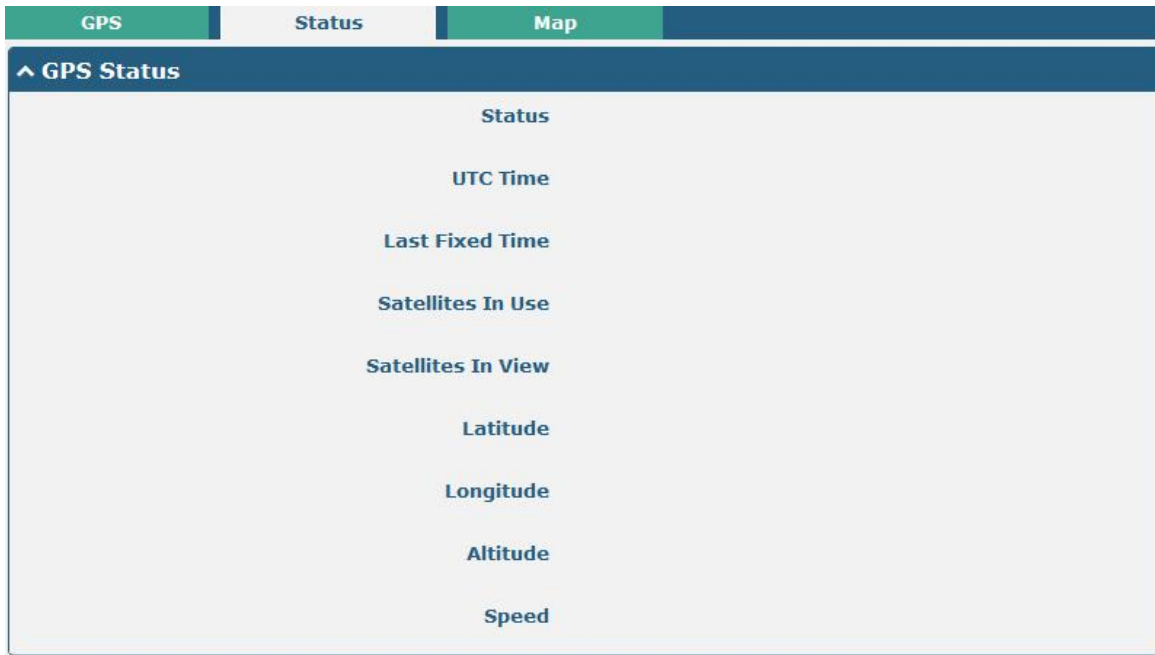 GPS Status Map
GPS Status
Status
UTC Time
Last Fixed Time
Satellites In Use
Satellites In View
Latitude
Longitude
Altitude
Speed